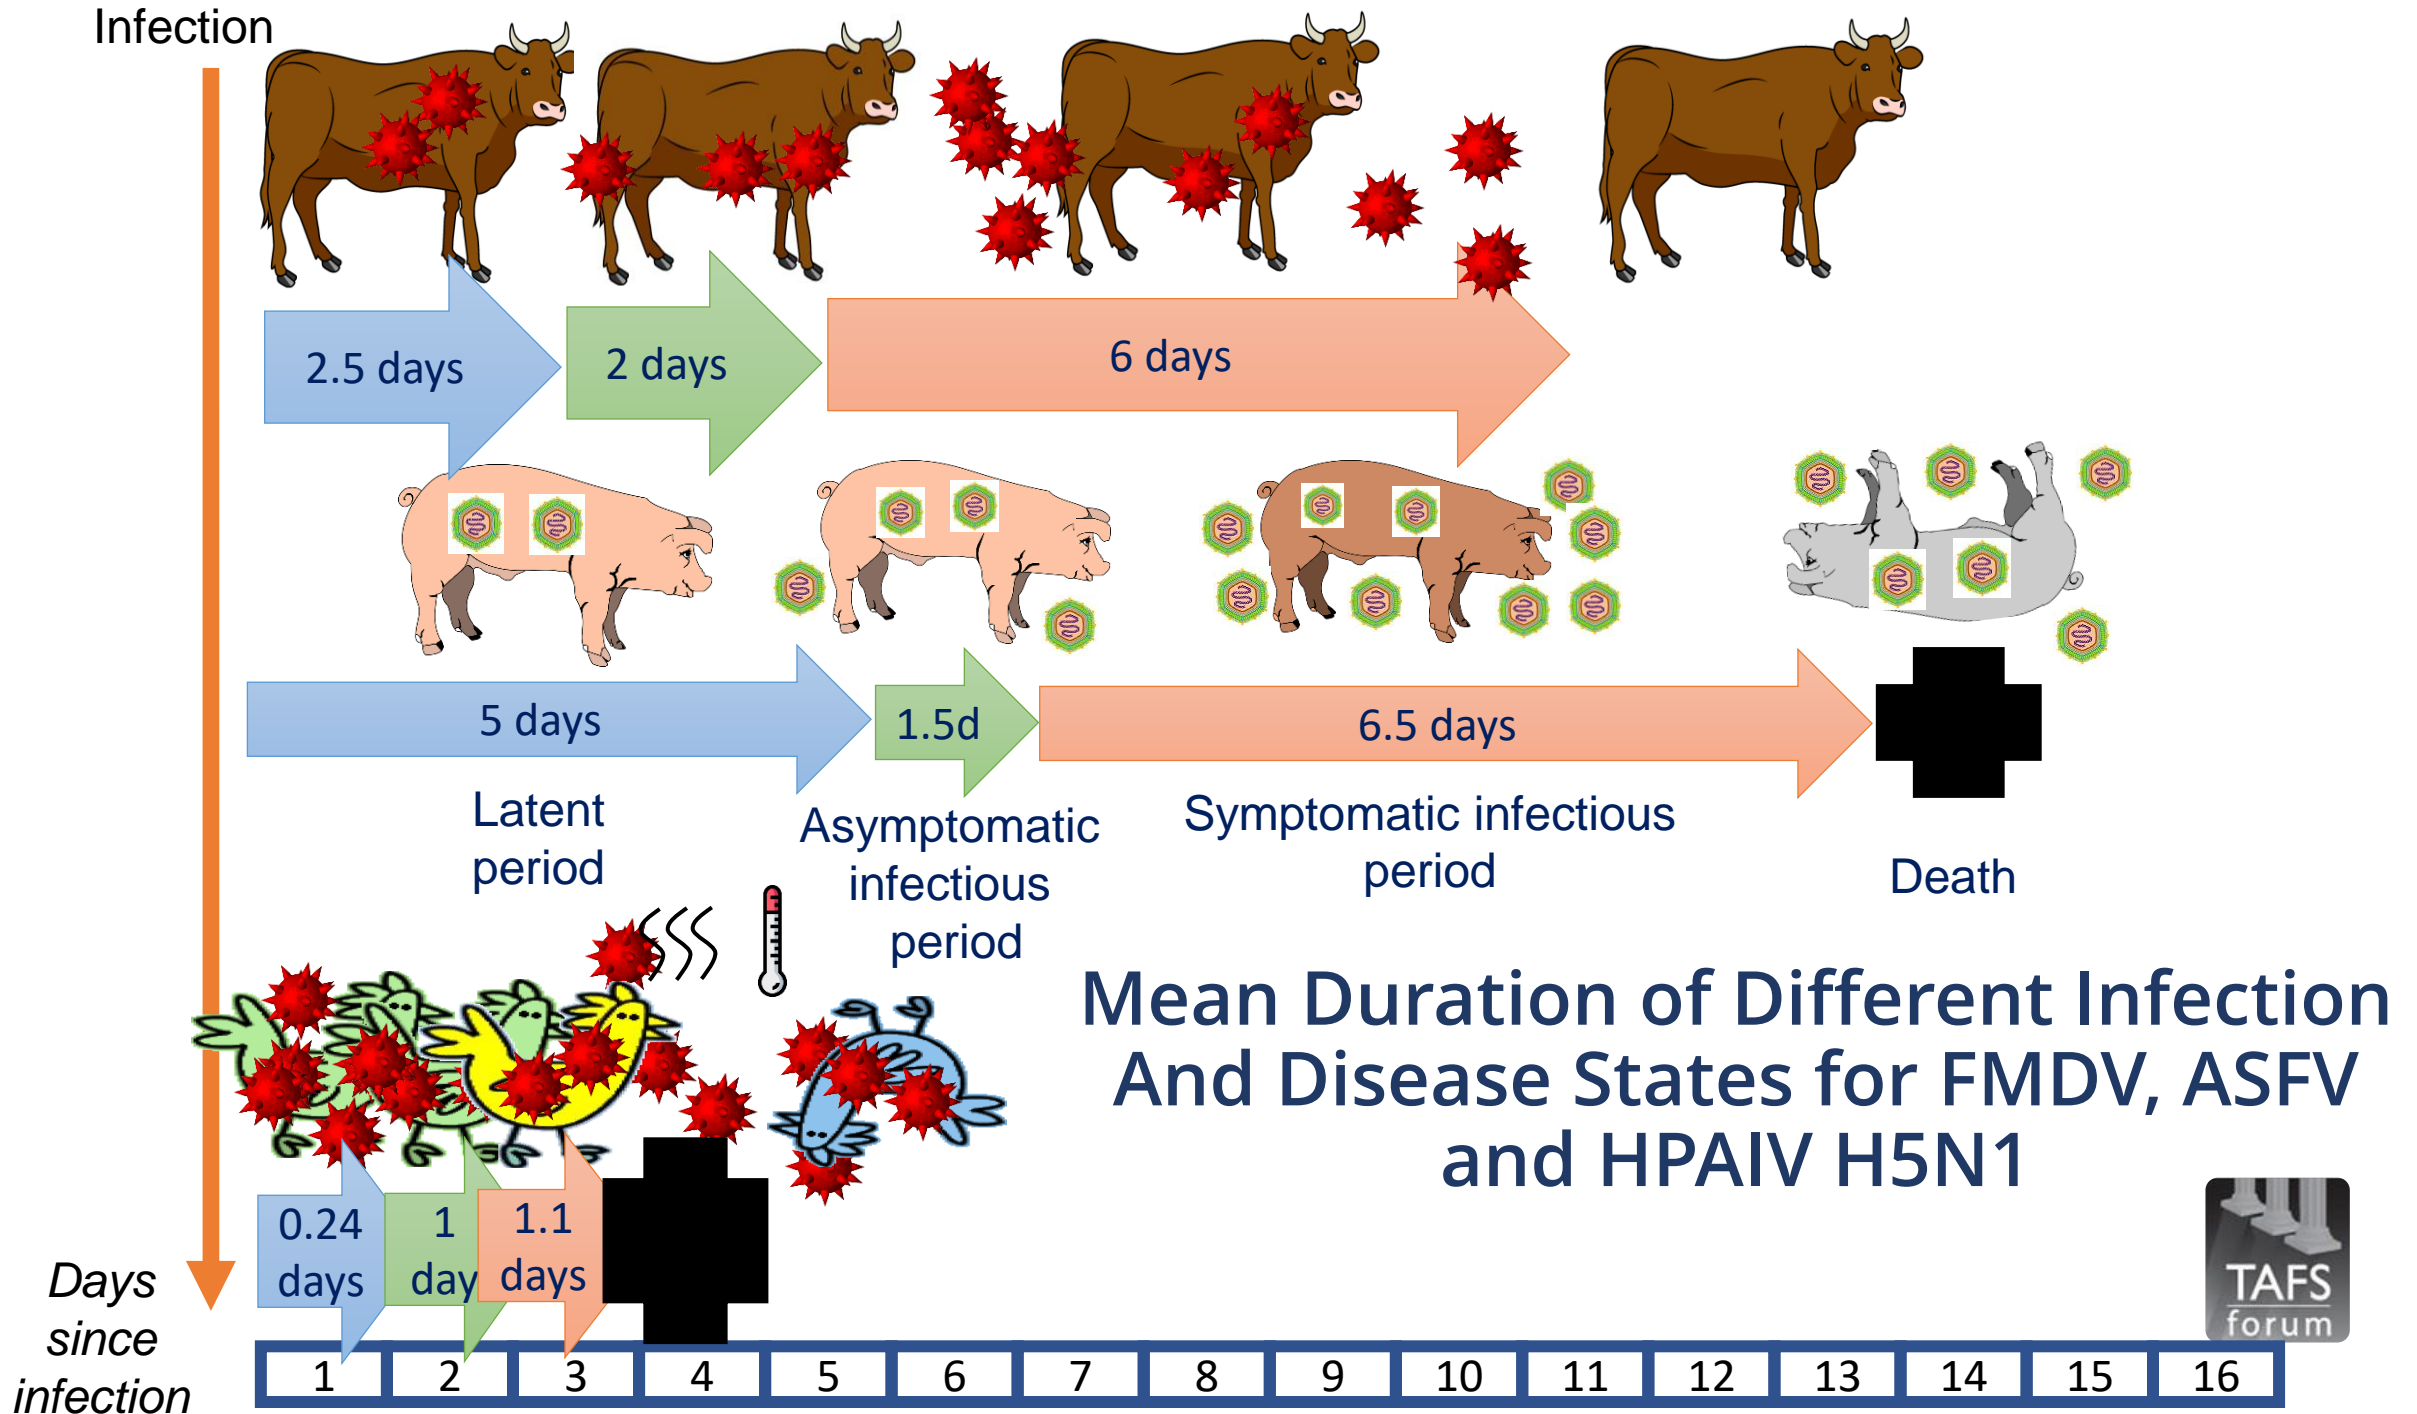 Infection
2.5 days
2 days
6 days
5 days
1.5d
6.5 days
Latent
period
Asymptomatic
infectious
period
Symptomatic infectious
period
Death
Mean Duration of Different Infection
And Disease States for FMDV, ASFV
and HPAIV H5N1
0.24
days
1
day
1.1
days
TAFS
forum
Days
since
infection
1 2 3 4 5 6 7 8 9 10 11 12 13 14 15 16